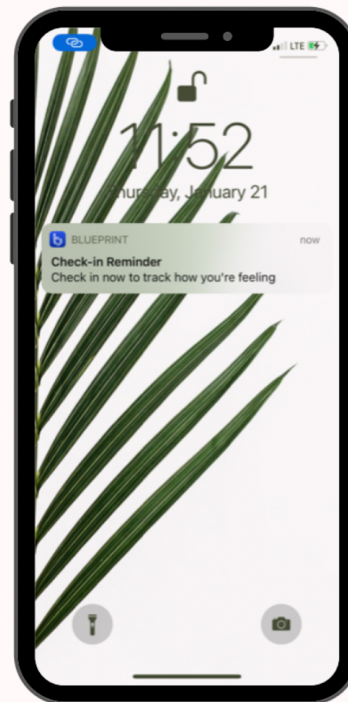 LTE
11:52
Thursday, January 21
BLUEPRINT now
Check-in Reminder
Check in now to track how you're feeling